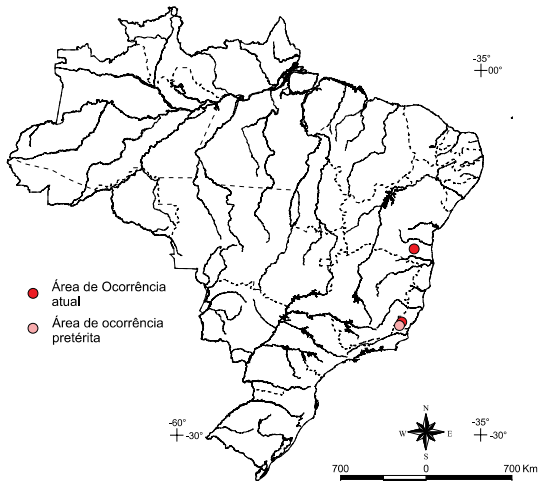 -35°
00°
Área de Ocorrência
atual
Área de ocorrência
pretérita
-60°
-30°
N
W E
S
-35°
-30°
700 0 700 Km